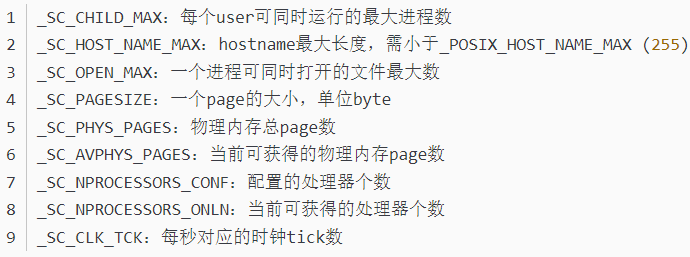 1 _SC_CHILD_MAX：每个user可同时运行的最大进程数
2 _SC_HOST_NAME_MAX：hostname最大长度，需小于_POSIX_HOST_NAME_MAX (255)
3 _SC_OPEN_MAX：一个进程可同时打开的文件最大数
4 _SC_PAGESIZE：一个page的大小，单位byte
5 _SC_PHYS_PAGES：物理内存总page数
6 _SC_AVPHYS_PAGES：当前可获得的物理内存page数
7 _SC_NPROCESSORS_CONF：配置的处理器个数
8 _SC_NPROCESSORS_ONLN：当前可获得的处理器个数
9 _SC_CLK_TCK：每秒对应的时钟tick数